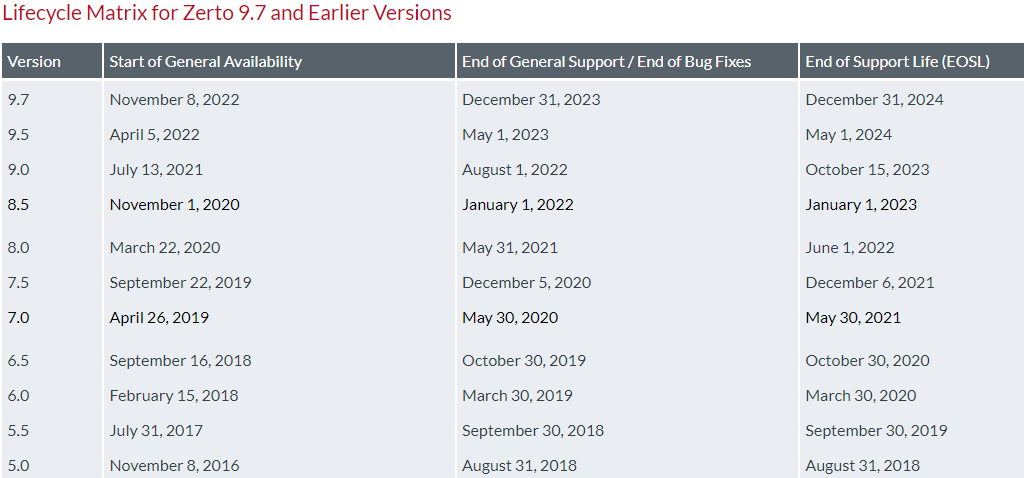 Lifecycle Matrix for Zerto 9.7 and Earlier Versions
Version Start of General Availability End of General Support / End of Bug Fixes End of Support Life (EOSL)
9.7 November 8, 2022 December 31, 2023 December 31, 2024
9.5 April 5, 2022 May 1, 2023 May 1, 2024
9.0 July 13, 2021 August 1, 2022 October 15, 2023
8.5 November 1, 2020 January 1, 2022 January 1, 2023
8.0 March 22, 2020 May 31, 2021 June 1, 2022
7.5 September 22, 2019 December 5, 2020 December 6, 2021
7.0 April 26, 2019 May 30, 2020 May 30, 2021
6.5 September 16, 2018 October 30, 2019 October 30, 2020
6.0 February 15, 2018 March 30, 2019 March 30, 2020
5.5 July 31, 2017 September 30, 2018 September 30, 2019
5.0 November 8, 2016 August 31, 2018 August 31, 2018